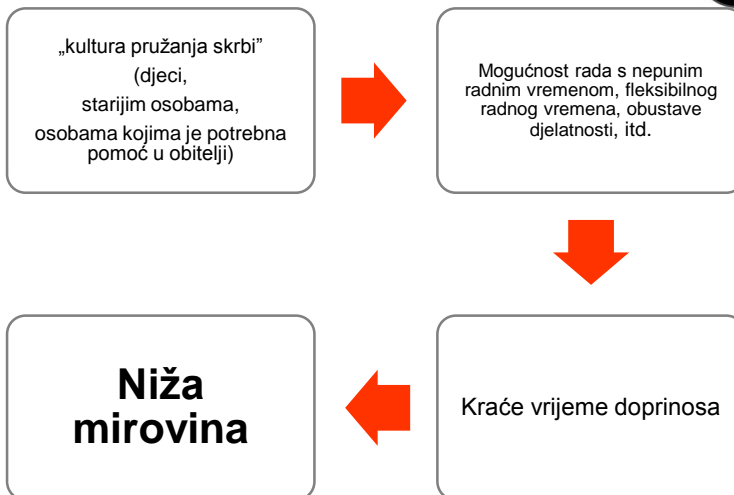 „kultura pružanja skrbi”
(djeci,
starijim osobama,
osobama kojima je potrebna
pomoć u obitelji)
Mogućnost rada s nepunim
radnim vremenom, fleksibilnog
radnog vremena, obustave
djelatnosti, itd.
Kraće vrijeme doprinosa
Niža
mirovina